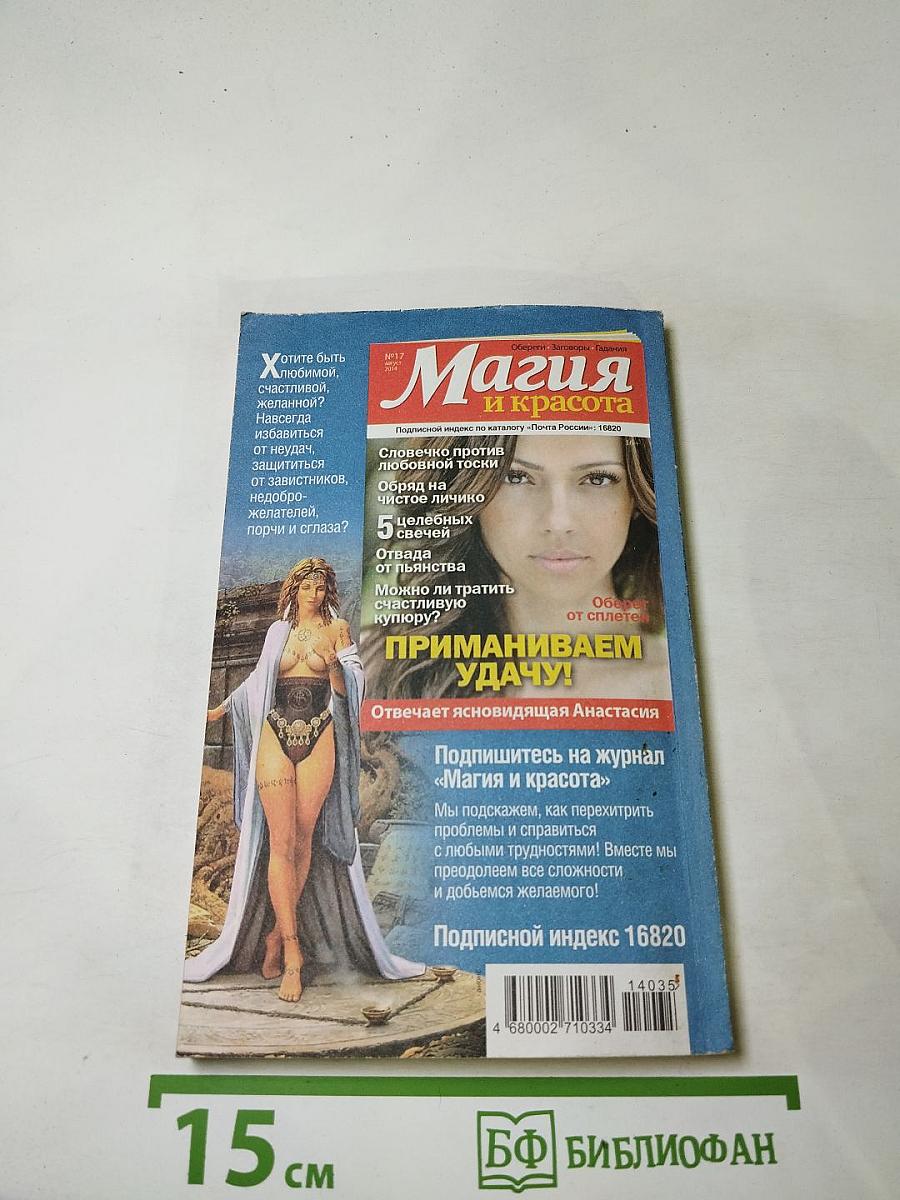 Хотите быть
любимой,
счастливой,
желанной?
Навсегда
избавиться
от неудач,
защититься
от завистников,
недобро-
желателей,
порчи и сглаза?
Обереги · Заговоры · Гадания
№17
август
2014
Магия
и красота
Подписной индекс по каталогу «Почта России»: 16820
Словечко против
любовной тоски
Обряд на
чистое личико
5 целебных
свечей
Отвада
от пьянства
Можно ли тратить
счастливую
купюру?
Оберег
от сплетен
ПРИМАНИВАЕМ
УДАЧУ!
Отвечает ясновидящая Анастасия
Подпишитесь на журнал
«Магия и красота»
Мы подскажем, как перехитрить
проблемы и справиться
с любыми трудностями! Вместе мы
преодолеем все сложности
и добьемся желаемого!
Подписной индекс 16820
14035
4 680002 710334
15 см
БФ БИБЛИОФАН